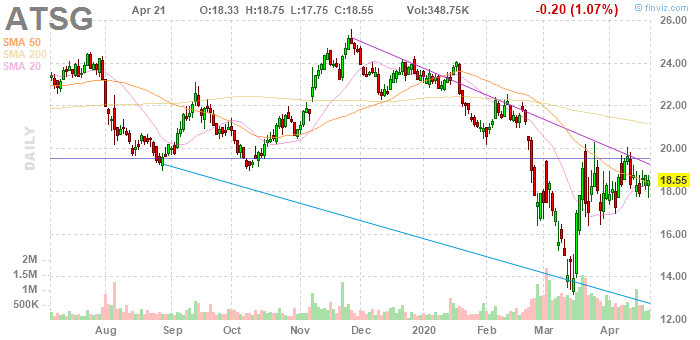 ATSG
Apr 21 O:18.33 H:18.75 L:17.75 C:18.55 Vol:348.75K
© finviz.com
-0.20 (1.07%)
SMA 50
SMA 200
SMA 20
DAILY
26.00
24.00
22.00
20.00
18.55
18.00
16.00
14.00
12.00
2M
1.5M
1M
500K
Aug Sep Oct Nov Dec 2020 Feb Mar Apr